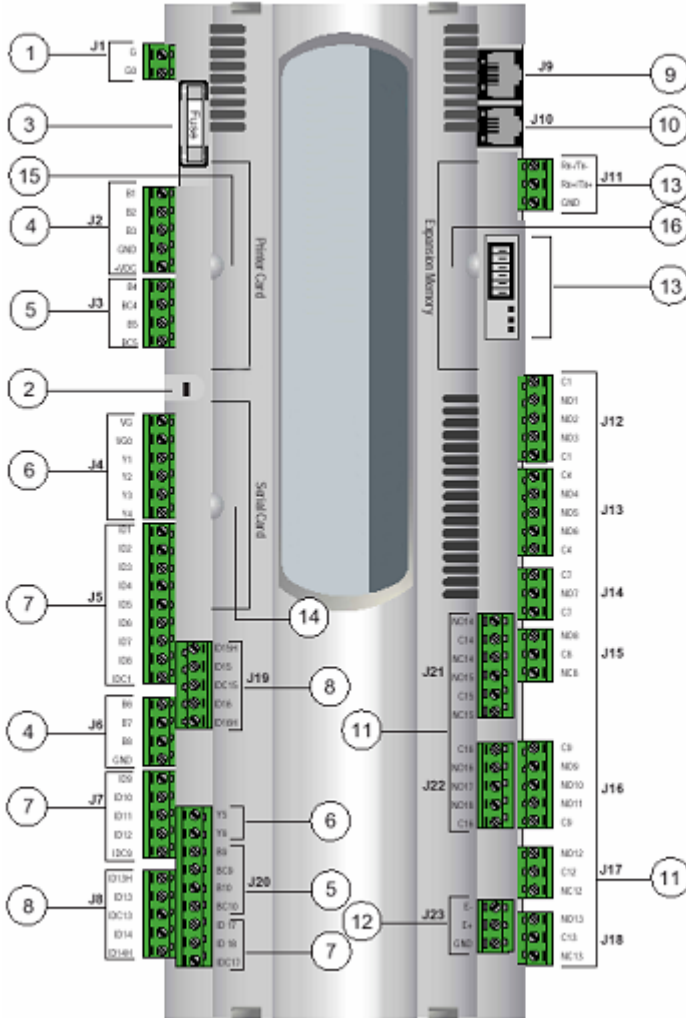 1
J1
G
G0
3
Fuse
15
4
J2
B1
B2
B3
GND
+VDC
5
J3
B4
BC4
B5
BC5
2
6
J4
VG
VG0
Y1
Y2
Y3
Y4
7
J5
ID1
ID2
ID3
ID4
ID5
ID6
ID7
ID8
IDC1
4
J6
B6
B7
B8
GND
7
J7
ID9
ID10
ID11
ID12
IDC9
8
J8
ID13H
ID13
IDC13
ID14
ID14H
Printer Card
Serial Card
14
ID15H
ID15
IDC15
ID16
ID16H
J19
8
Y5
Y6
B9
BC9
B10
BC10
ID 17
ID 18
IDC17
J20
6
5
7
Expansion Memory
J9
9
J10
10
Rx-/Tx-
Rx+/Tx+
GND
J11
13
16
13
C1
NO1
NO2
NO3
C1
J12
C4
NO4
NO5
NO6
C4
J13
C7
NO7
C7
J14
NO8
C8
NC8
J15
J21
NO14
C14
NC14
NO15
C15
NC15
11
J22
C16
NO16
NO17
NO18
C16
C9
NO9
NO10
NO11
C9
J16
NO12
C12
NC12
J17
11
NO13
C13
NC13
J18
12
J23
E-
E+
GND